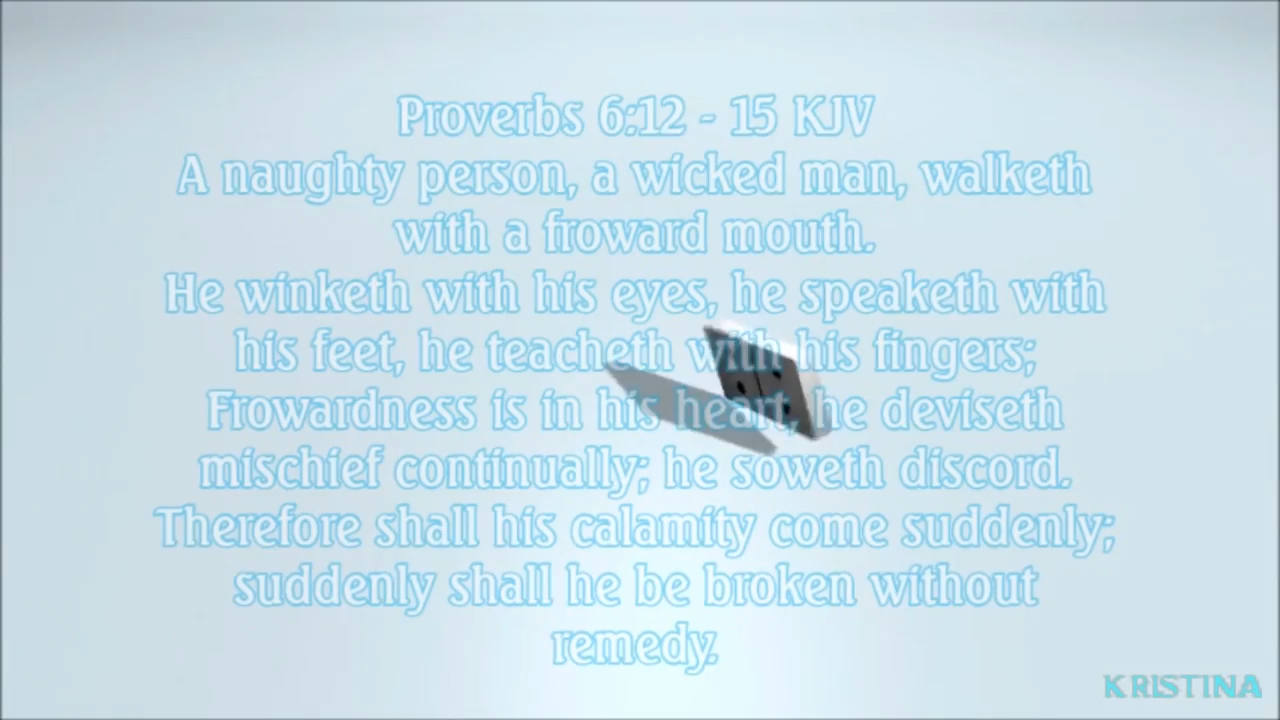 Proverbs 6:12 - 15 KJV
A naughty person, a wicked man, walketh
with a froward mouth.
He winketh with his eyes, he speaketh with
his feet, he teacheth with his fingers;
Frowardness is in his heart, he deviseth
mischief continually; he soweth discord.
Therefore shall his calamity come suddenly;
suddenly shall he be broken without
remedy.
KRISTINA